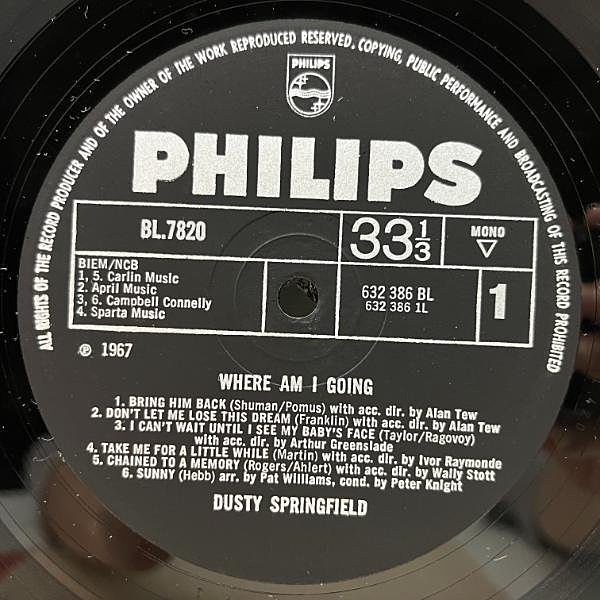 ALL RIGHTS OF THE RECORD PRODUCER AND OF THE OWNER OF THE WORK REPRODUCED RESERVED. COPYING, PUBLIC PERFORMANCE AND BROADCASTING OF THIS RECORD PROHIBITED
PHILIPS
PHILIPS
BL.7820
33 1/3
MONO
BIEM/NCB
1, 5. Carlin Music
2. April Music
3, 6. Campbell Connelly
4. Sparta Music
632 386 BL
632 386 1L
1
℗ 1967
WHERE AM I GOING
1. BRING HIM BACK (Shuman/Pomus) with acc. dir. by Alan Tew
2. DON'T LET ME LOSE THIS DREAM (Franklin) with acc. dir. by Alan Tew
3. I CAN'T WAIT UNTIL I SEE MY BABY'S FACE (Taylor/Ragovoy)
with acc. dir. by Arthur Greenslade
4. TAKE ME FOR A LITTLE WHILE (Martin) with acc. dir. by Ivor Raymonde
5. CHAINED TO A MEMORY (Rogers/Ahlert) with acc. dir. by Wally Stott
6. SUNNY (Hebb) arr. by Pat Williams, cond. by Peter Knight
DUSTY SPRINGFIELD